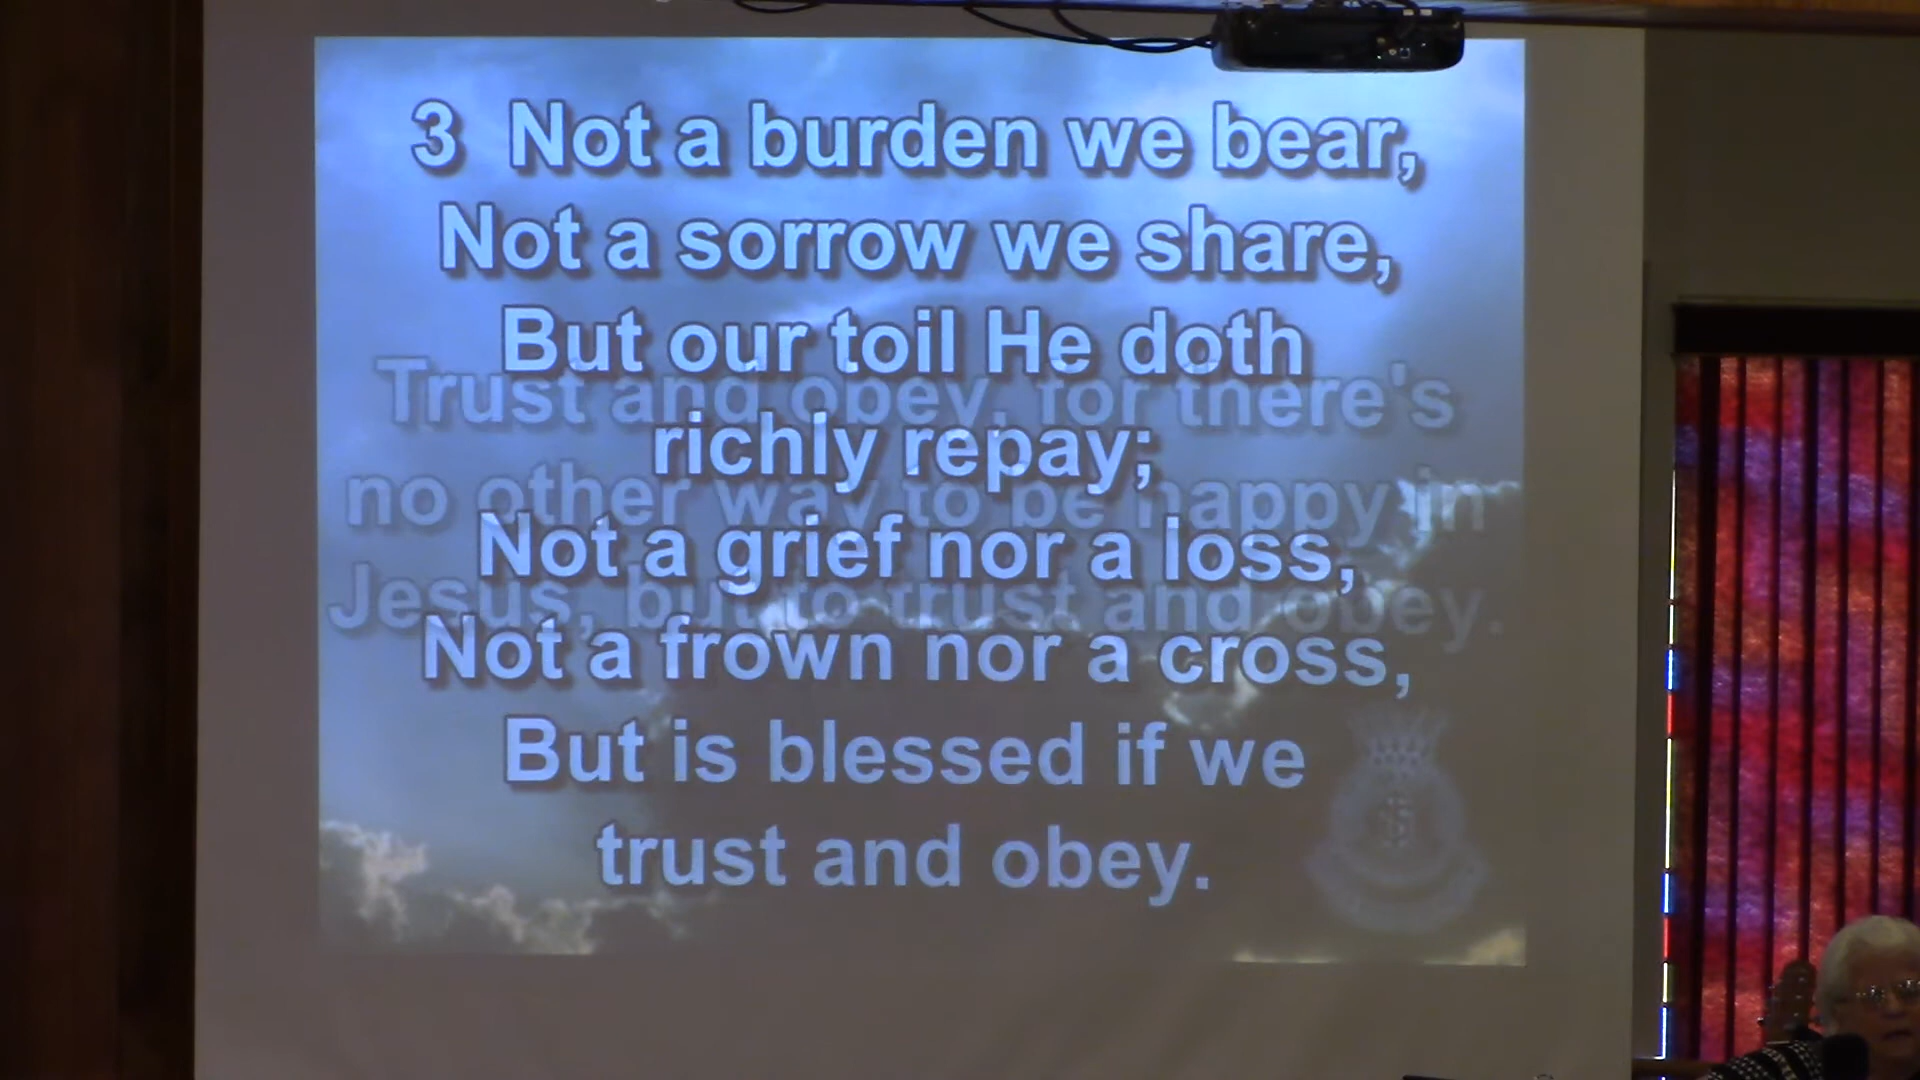 3 Not a burden we bear,
Not a sorrow we share,
But our toil He doth
richly repay;
Not a grief nor a loss,
Not a frown nor a cross,
But is blessed if we
trust and obey.
Trust and obey, for there's
no other way to be happy in
Jesus, but to trust and obey.